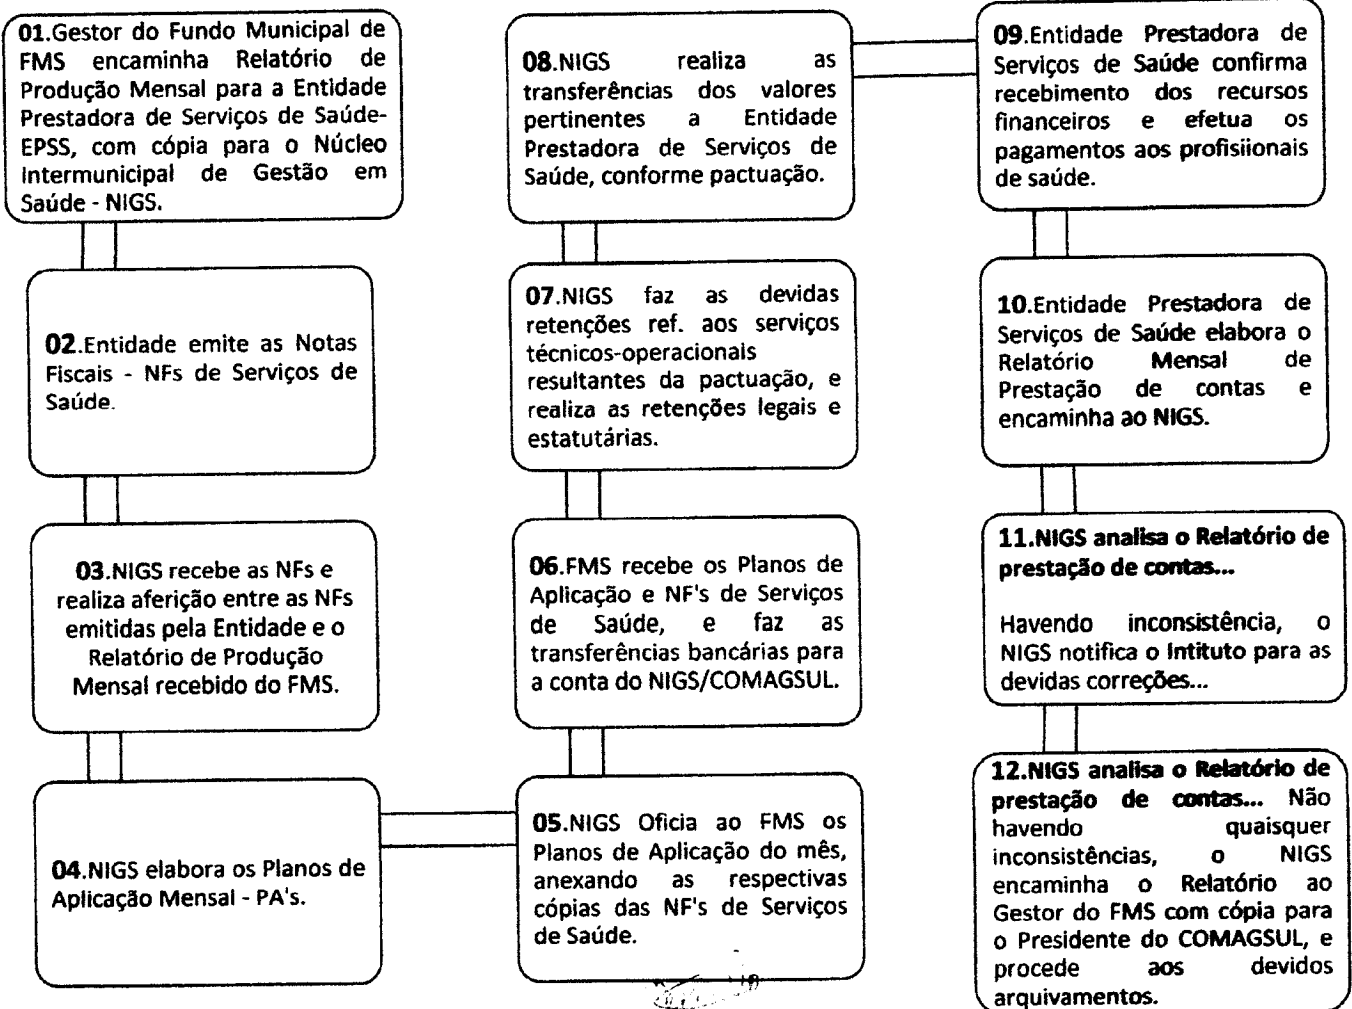 01.Gestor do Fundo Municipal de
FMS encaminha Relatório de
Produção Mensal para a Entidade
Prestadora de Serviços de Saúde-
EPSS, com cópia para o Núcleo
Intermunicipal de Gestão em
Saúde - NIGS.
02.Entidade emite as Notas
Fiscais - NFs de Serviços de
Saúde.
03.NIGS recebe as NFs e
realiza aferição entre as NFs
emitidas pela Entidade e o
Relatório de Produção
Mensal recebido do FMS.
04.NIGS elabora os Planos de
Aplicação Mensal - PA's.
05.NIGS Oficia ao FMS os
Planos de Aplicação do mês,
anexando as respectivas
cópias das NF's de Serviços
de Saúde.
06.FMS recebe os Planos de
Aplicação e NF's de Serviços
de Saúde, e faz as
transferências bancárias para
a conta do NIGS/COMAGSUL.
07.NIGS faz as devidas
retenções ref. aos serviços
técnicos-operacionais
resultantes da pactuação, e
realiza as retenções legais e
estatutárias.
08.NIGS realiza as
transferências dos valores
pertinentes a Entidade
Prestadora de Serviços de
Saúde, conforme pactuação.
09.Entidade Prestadora de
Serviços de Saúde confirma
recebimento dos recursos
financeiros e efetua os
pagamentos aos profisiionais
de saúde.
10.Entidade Prestadora de
Serviços de Saúde elabora o
Relatório Mensal de
Prestação de contas e
encaminha ao NIGS.
11.NIGS analisa o Relatório de
prestação de contas...
Havendo inconsistência, o
NIGS notifica o Intituto para as
devidas correções...
12.NIGS analisa o Relatório de
prestação de contas... Não
havendo quaisquer
inconsistências, o NIGS
encaminha o Relatório ao
Gestor do FMS com cópia para
o Presidente do COMAGSUL, e
procede aos devidos
arquivamentos.